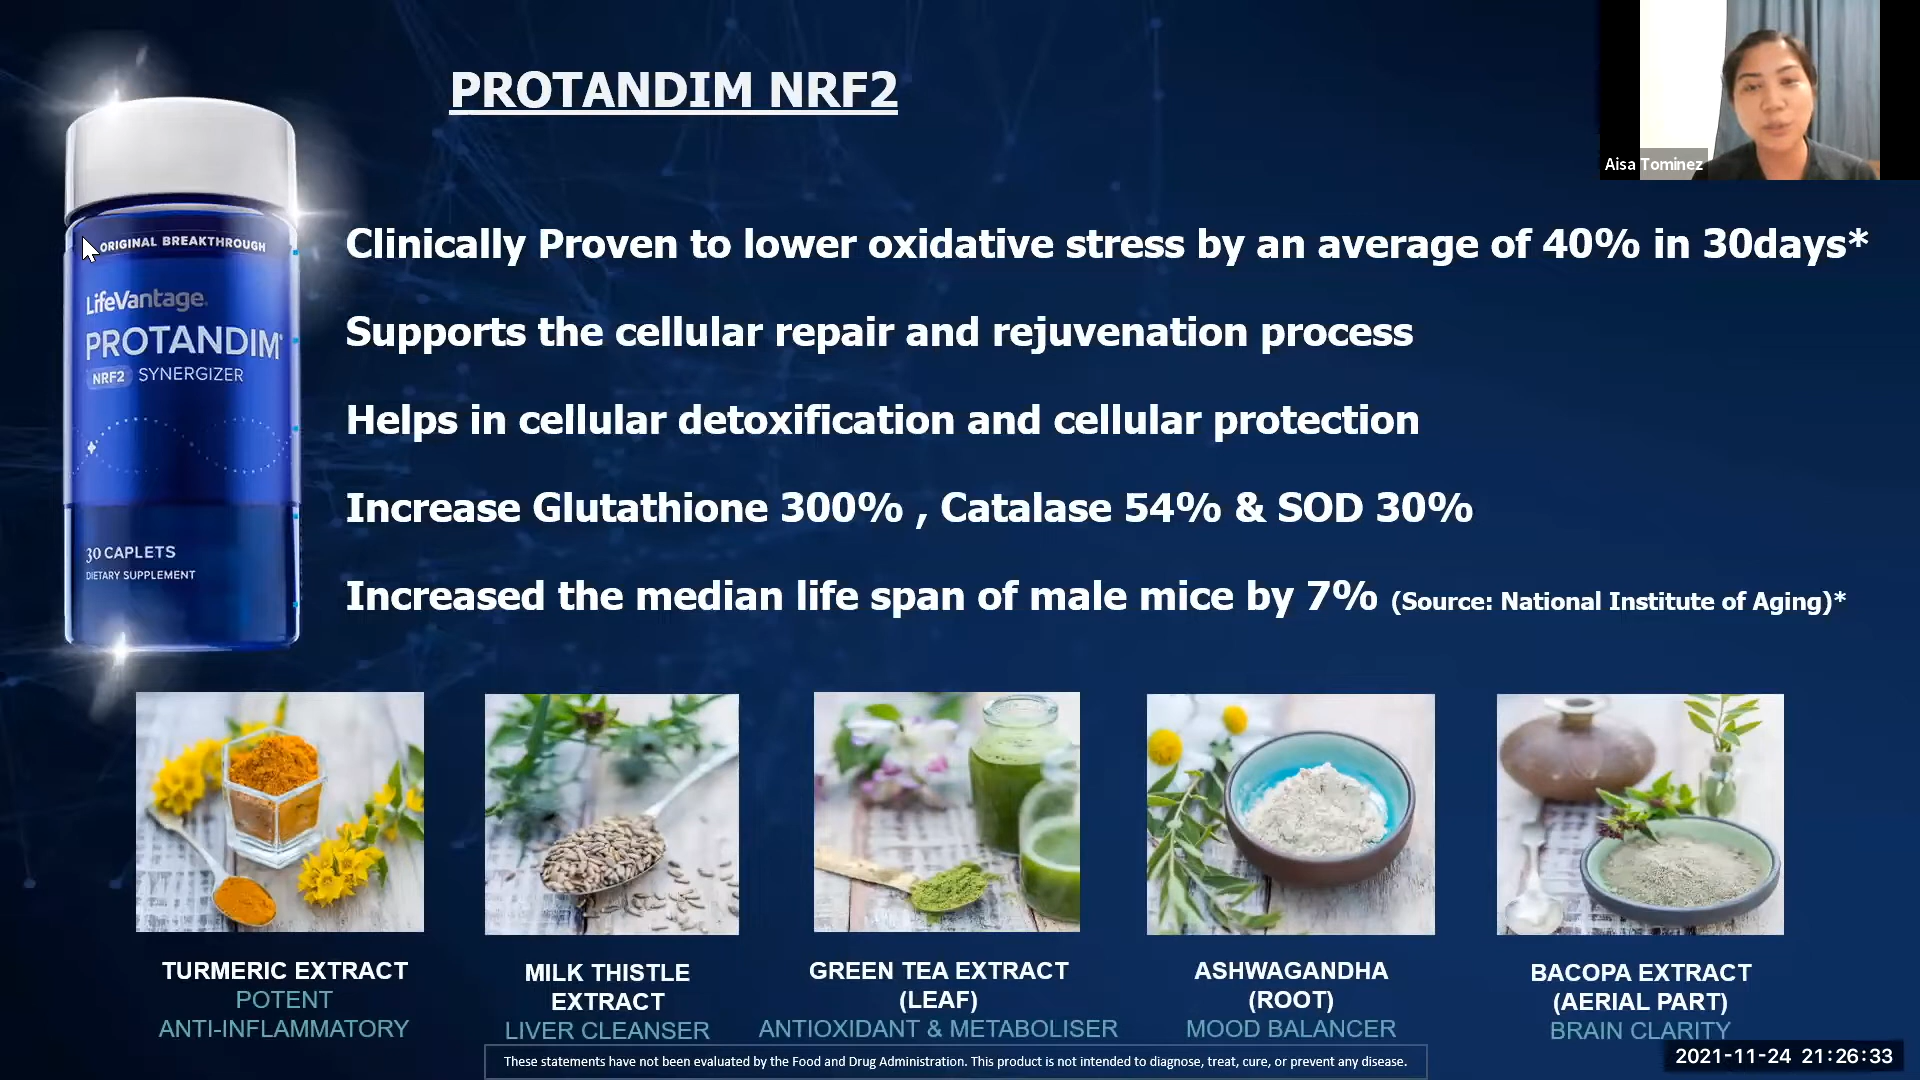 PROTANDIM NRF2
Aisa Tominez
ORIGINAL BREAKTHROUGH
LifeVantage.
PROTANDIM
NRF2 SYNERGIZER
30 CAPLETS
DIETARY SUPPLEMENT
Clinically Proven to lower oxidative stress by an average of 40% in 30days*
Supports the cellular repair and rejuvenation process
Helps in cellular detoxification and cellular protection
Increase Glutathione 300% , Catalase 54% & SOD 30%
Increased the median life span of male mice by 7% (Source: National Institute of Aging)*
TURMERIC EXTRACT
POTENT
ANTI-INFLAMMATORY
MILK THISTLE
EXTRACT
LIVER CLEANSER
GREEN TEA EXTRACT
(LEAF)
ANTIOXIDANT & METABOLISER
ASHWAGANDHA
(ROOT)
MOOD BALANCER
BACOPA EXTRACT
(AERIAL PART)
BRAIN CLARITY
These statements have not been evaluated by the Food and Drug Administration. This product is not intended to diagnose, treat, cure, or prevent any disease.
2021-11-24 21:26:33